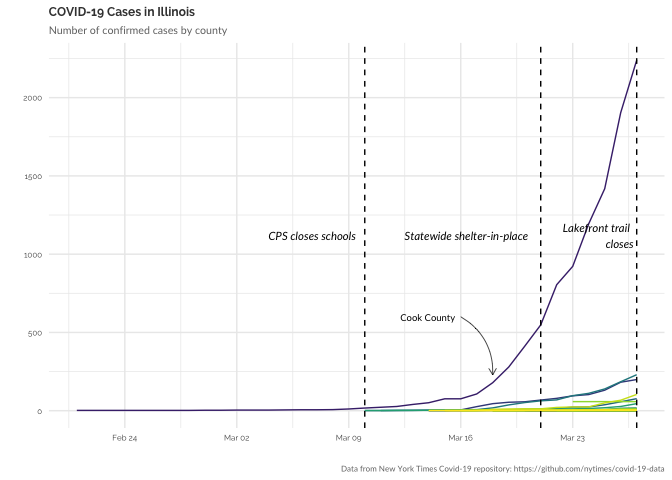 COVID-19 Cases in Illinois
Number of confirmed cases by county
2000
1500
1000
500
0
CPS closes schools
Statewide shelter-in-place
Lakefront trail
closes
Cook County
Feb 24
Mar 02
Mar 09
Mar 16
Mar 23
Data from New York Times Covid-19 repository: https://github.com/nytimes/covid-19-data